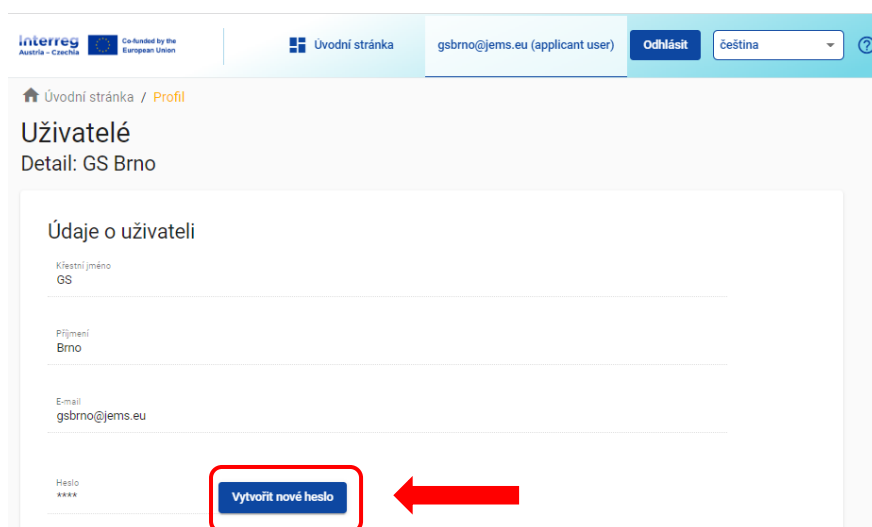 Interreg
Austria – Czechia
Co-funded by the
European Union
Úvodní stránka
gsbrno@jems.eu (applicant user)
Odhlásit
čeština
Úvodní stránka / Profil
Uživatelé
Detail: GS Brno
Údaje o uživateli
Křestní jméno
GS
Příjmení
Brno
E-mail
gsbrno@jems.eu
Heslo
****
Vytvořit nové heslo